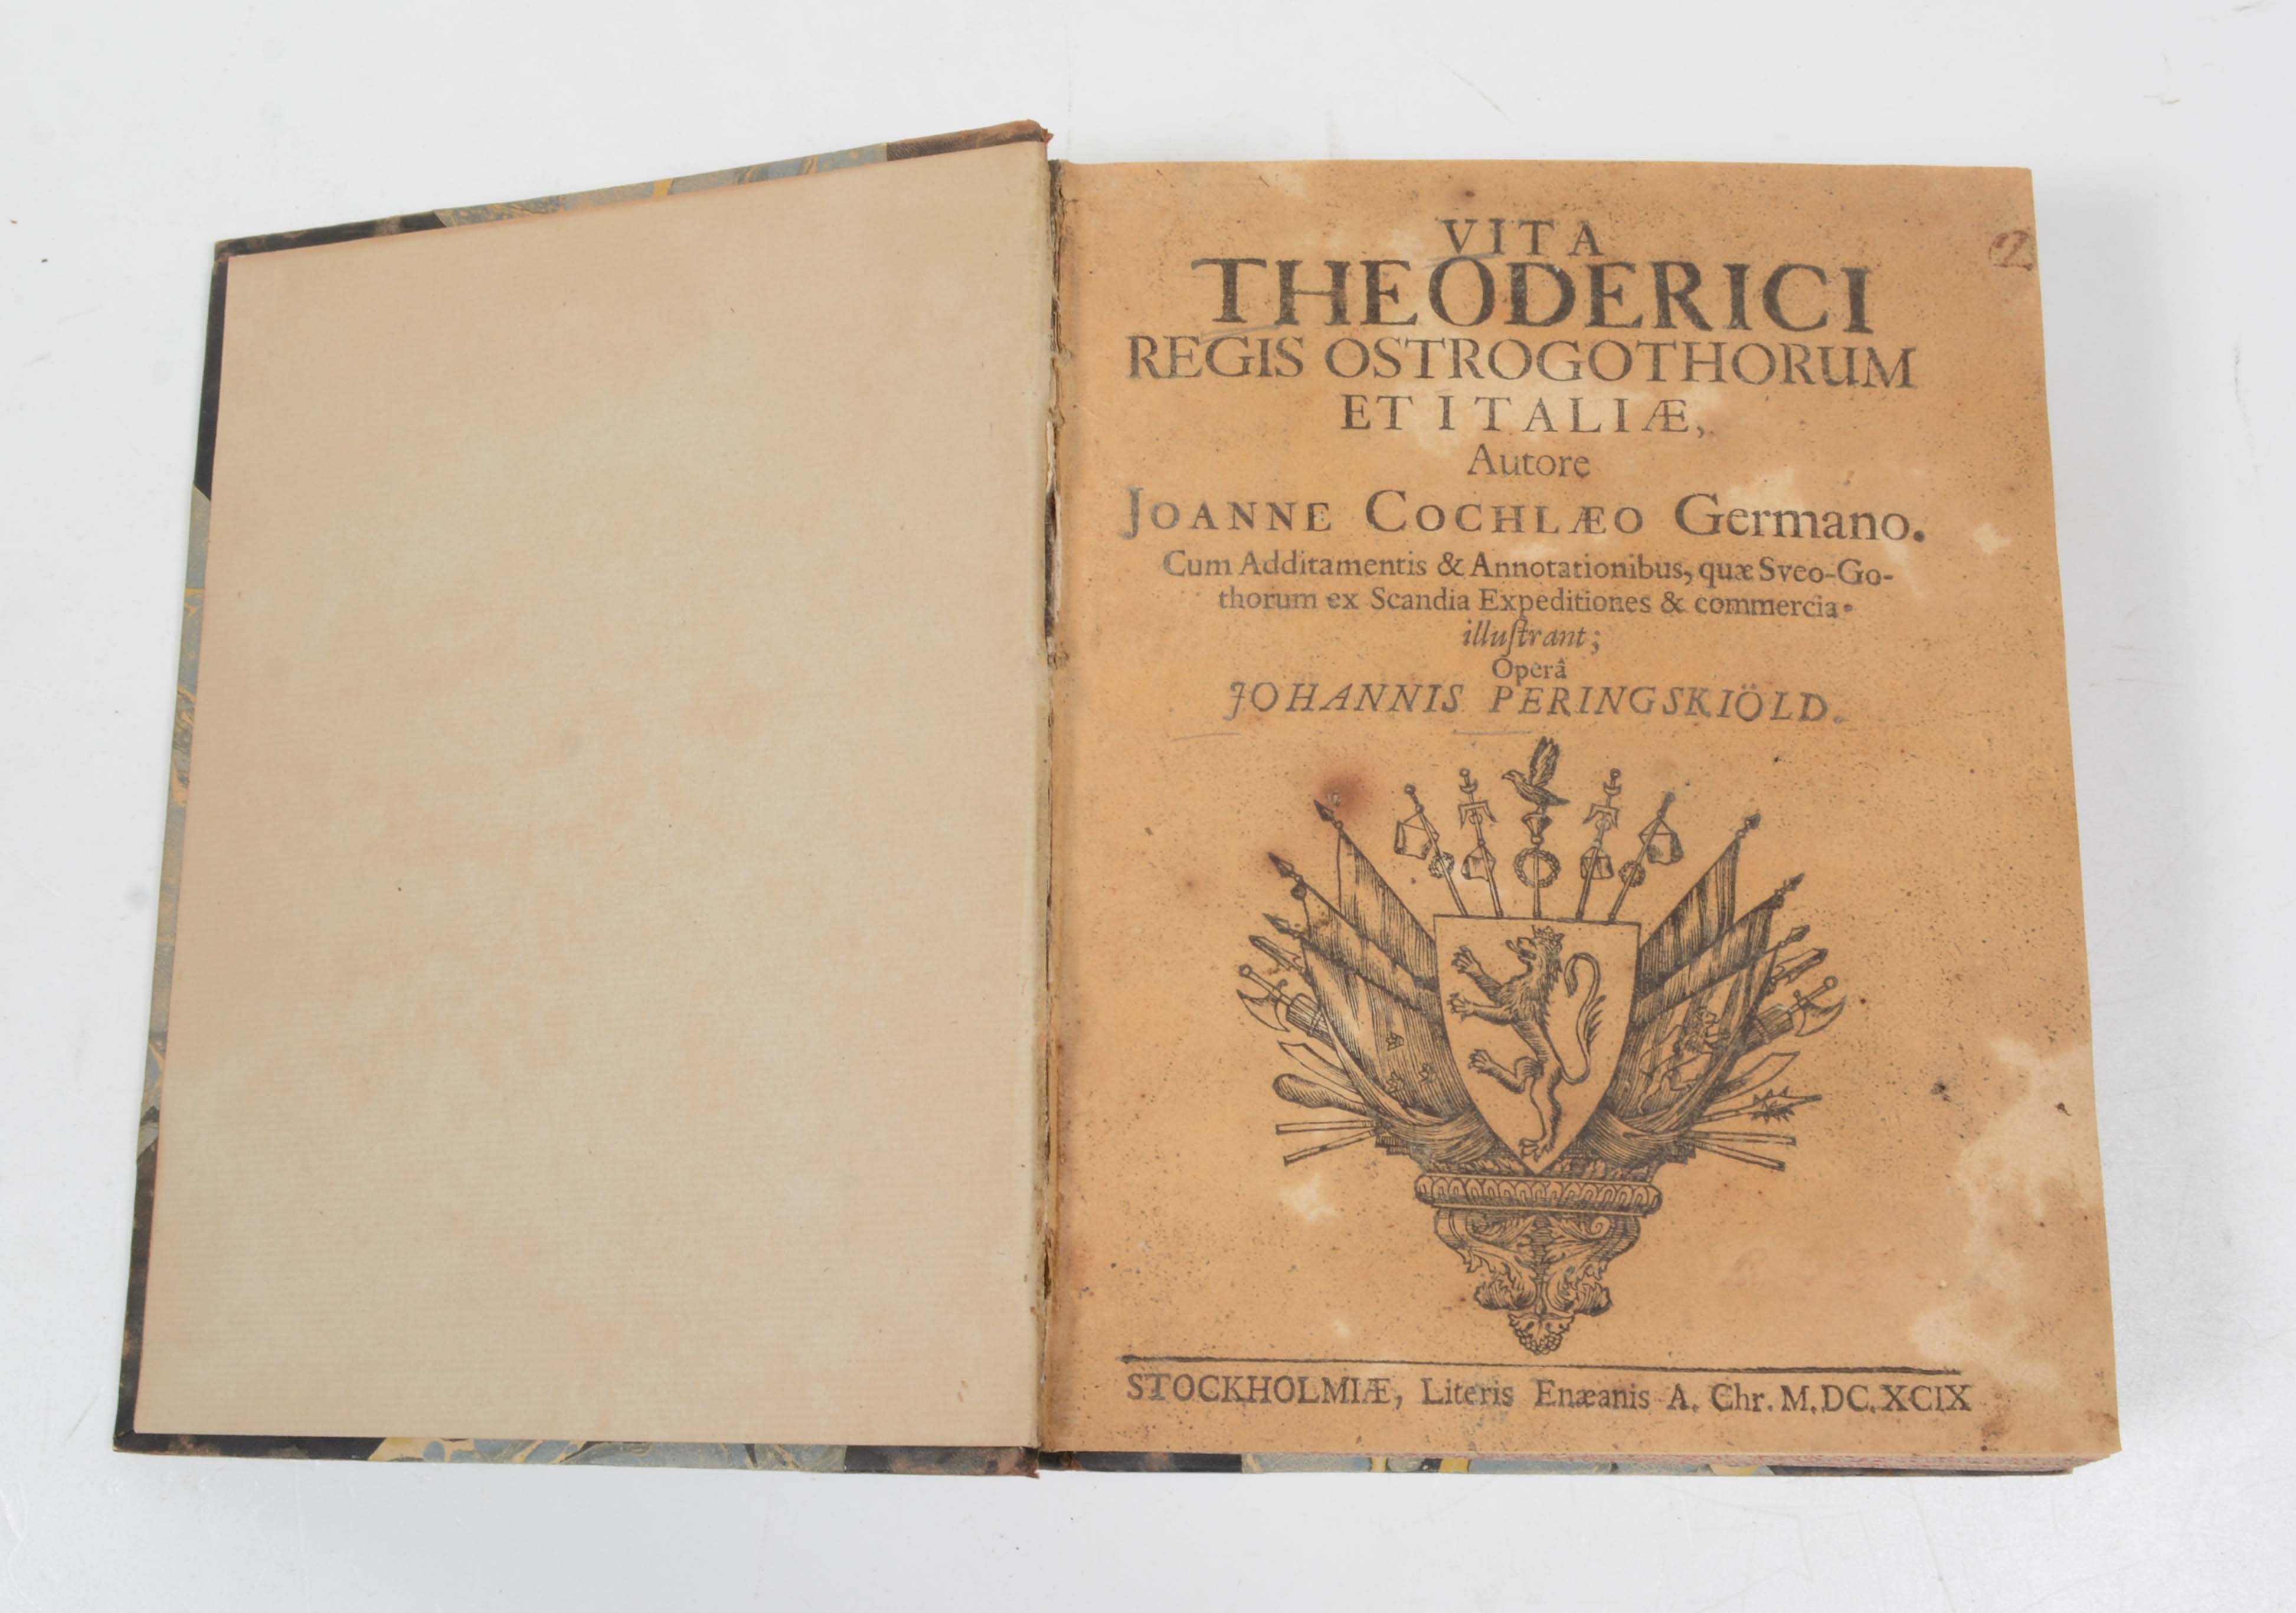 VITA
THEODERICI
REGIS OSTROGOTHORUM
ET ITALIÆ,
Autore
JOANNE COCHLÆO Germano.
Cum Additamentis & Annotationibus, quæ Sveo-Go-
thorum ex Scandia Expeditiones & commercia
illuſtrant;
Operâ
JOHANNIS PERINGSKIÖLD.
STOCKHOLMIÆ, Literis Enæanis A. Chr. M.DC.XCIX